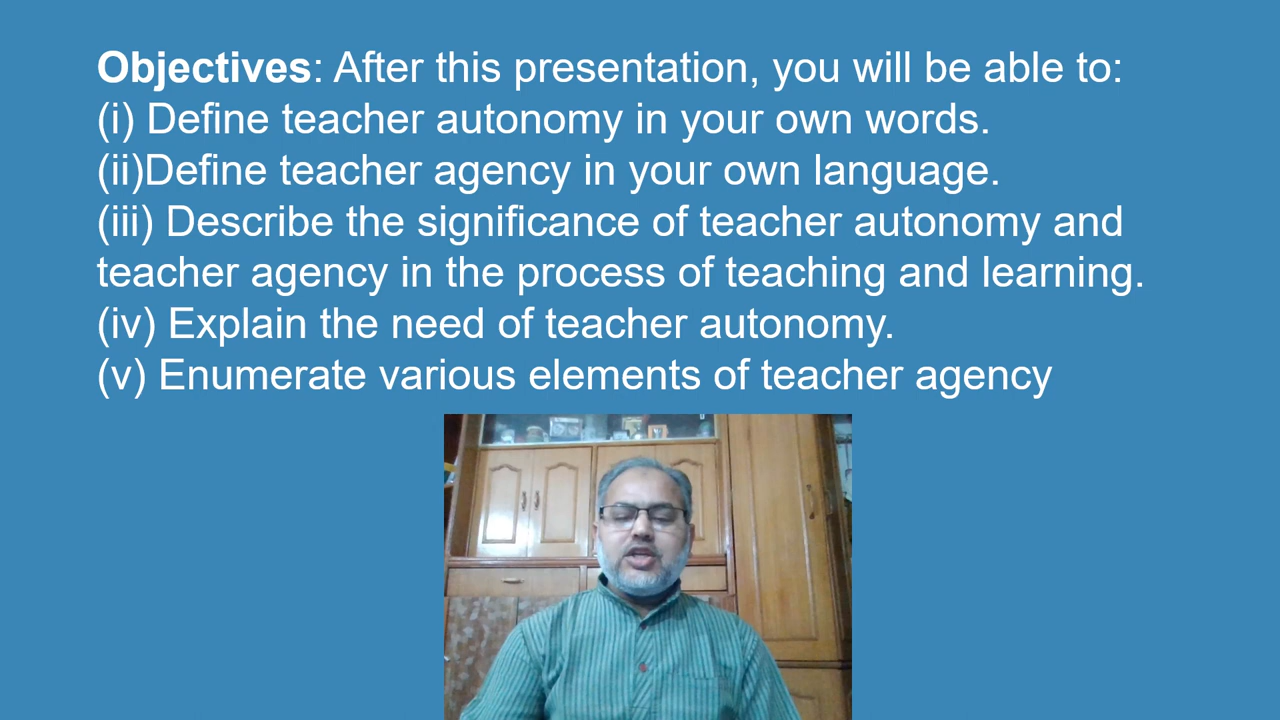 Objectives: After this presentation, you will be able to:
(i) Define teacher autonomy in your own words.
(ii)Define teacher agency in your own language.
(iii) Describe the significance of teacher autonomy and
teacher agency in the process of teaching and learning.
(iv) Explain the need of teacher autonomy.
(v) Enumerate various elements of teacher agency